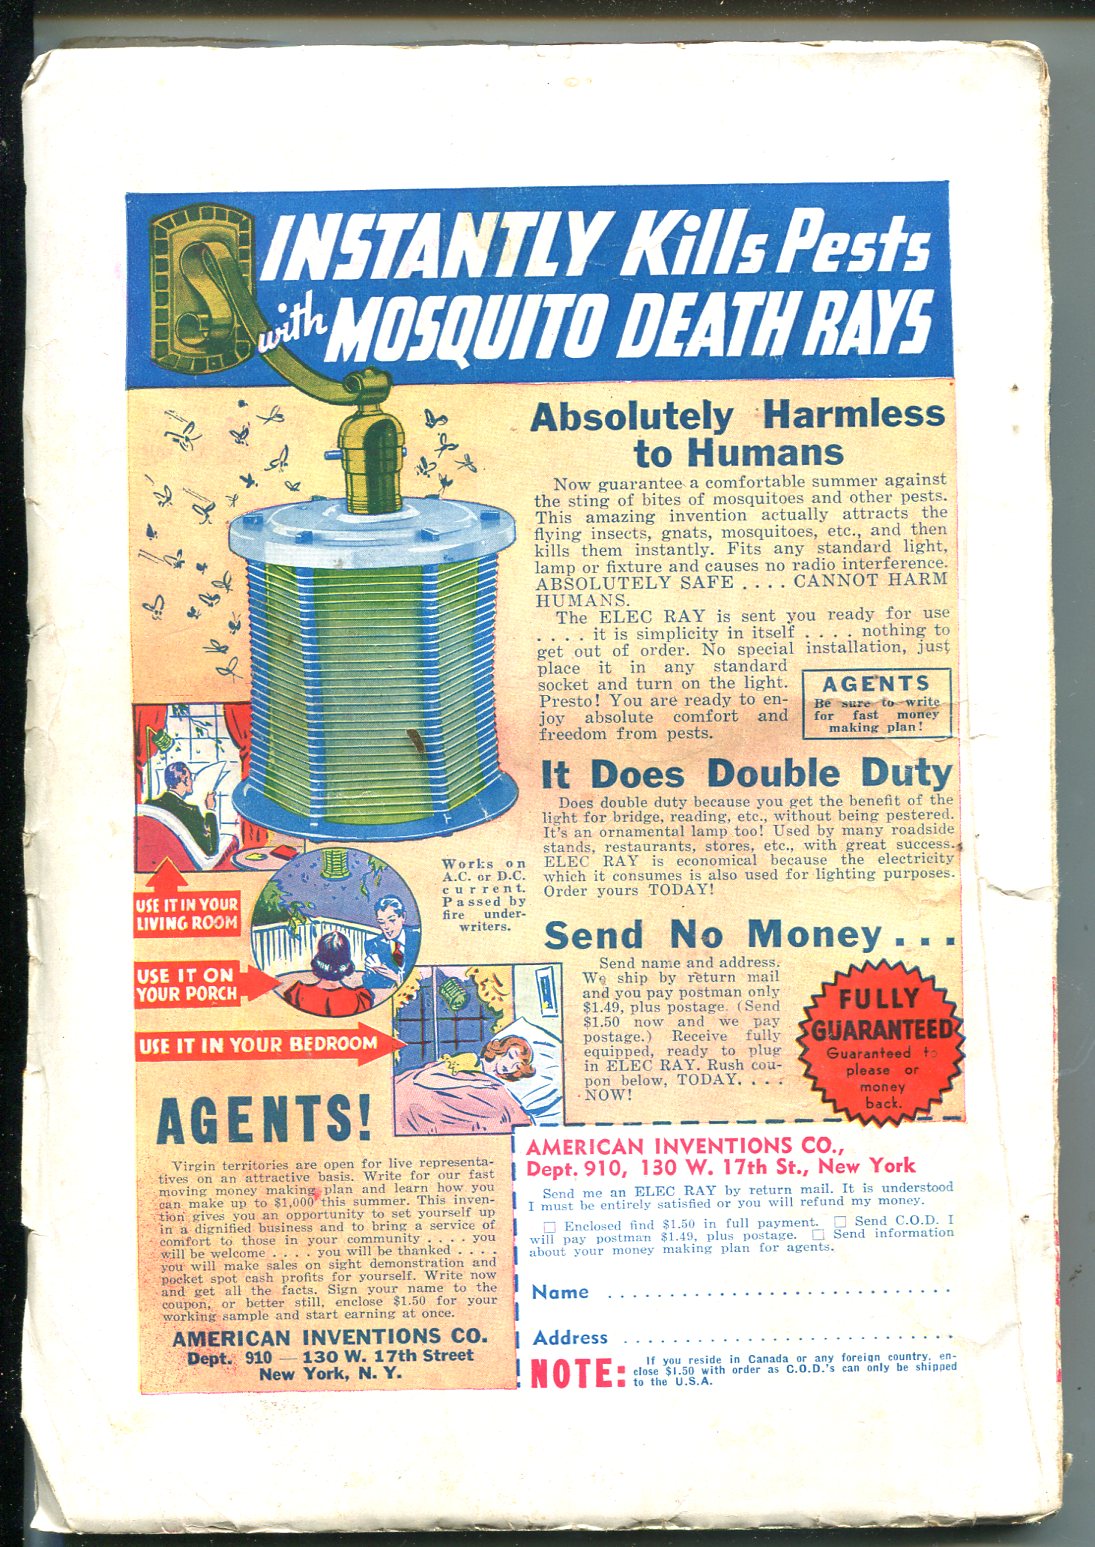 INSTANTLY Kills Pests
with MOSQUITO DEATH RAYS
Absolutely Harmless
to Humans
Now guarantee a comfortable summer against
the sting of bites of mosquitoes and other pests.
This amazing invention actually attracts the
flying insects, gnats, mosquitoes, etc., and then
kills them instantly. Fits any standard light,
lamp or fixture and causes no radio interference.
ABSOLUTELY SAFE . . . . CANNOT HARM
HUMANS.
The ELEC RAY is sent you ready for use
. . . . it is simplicity in itself . . . . nothing to
get out of order. No special installation, just
place it in any standard
socket and turn on the light.
Presto! You are ready to en-
joy absolute comfort and
freedom from pests.
AGENTS
Be sure to write
for fast money
making plan!
It Does Double Duty
Does double duty because you get the benefit of the
light for bridge, reading, etc., without being pestered.
It's an ornamental lamp too! Used by many roadside
stands, restaurants, stores, etc., with great success.
ELEC RAY is economical because the electricity
which it consumes is also used for lighting purposes.
Order yours TODAY!
Works on
A.C. or D.C.
current.
Passed by
fire under-
writers.
USE IT IN YOUR
LIVING ROOM
USE IT ON
YOUR PORCH
USE IT IN YOUR BEDROOM
Send No Money . . .
Send name and address.
We ship by return mail
and you pay postman only
$1.49, plus postage. (Send
$1.50 now and we pay
postage.) Receive fully
equipped, ready to plug
in ELEC RAY. Rush cou-
pon below, TODAY. . . .
NOW!
FULLY
GUARANTEED
Guaranteed to
please or
money
back.
AGENTS!
Virgin territories are open for live representa-
tives on an attractive basis. Write for our fast
moving money making plan and learn how you
can make up to $1,000 this summer. This inven-
tion gives you an opportunity to set yourself up
in a dignified business and to bring a service of
comfort to those in your community . . . . you
will be welcome . . . . you will be thanked . . . .
you will make sales on sight demonstration and
pocket spot cash profits for yourself. Write now
and get all the facts. Sign your name to the
coupon, or better still, enclose $1.50 for your
working sample and start earning at once.
AMERICAN INVENTIONS CO.
Dept. 910 — 130 W. 17th Street
New York, N. Y.
AMERICAN INVENTIONS CO.,
Dept. 910, 130 W. 17th St., New York
Send me an ELEC RAY by return mail. It is understood
I must be entirely satisfied or you will refund my money.
☐ Enclosed find $1.50 in full payment. ☐ Send C.O.D. I
will pay postman $1.49, plus postage. ☐ Send information
about your money making plan for agents.
Name . . . . . . . . . . . . . . . . . . . . . . . . . . . .
Address . . . . . . . . . . . . . . . . . . . . . . . . . . .
NOTE: If you reside in Canada or any foreign country, en-
close $1.50 with order as C.O.D.'s can only be shipped
to the U.S.A.